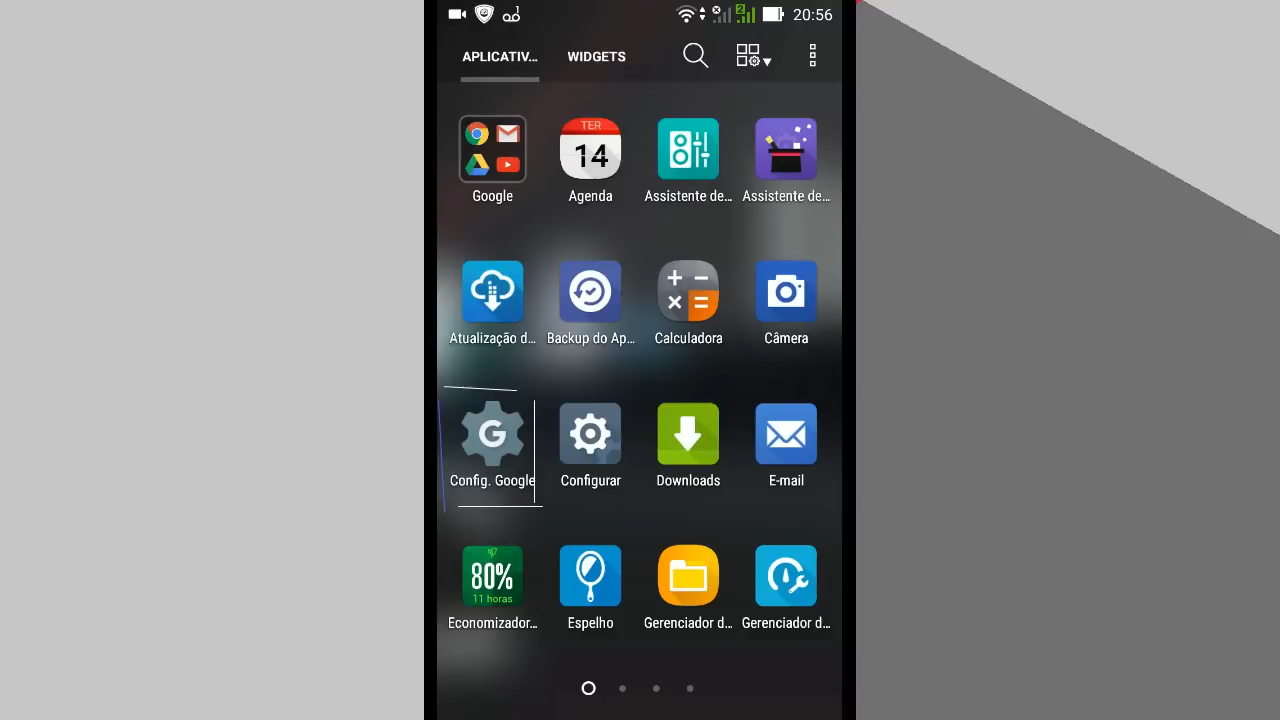 20:56
APLICATIV... WIDGETS
TER
14
Google Agenda Assistente de... Assistente de...
Atualização d... Backup do Ap... Calculadora Câmera
G
Config. Google Configurar Downloads E-mail
80%
11 horas
Economizador... Espelho Gerenciador d... Gerenciador d...